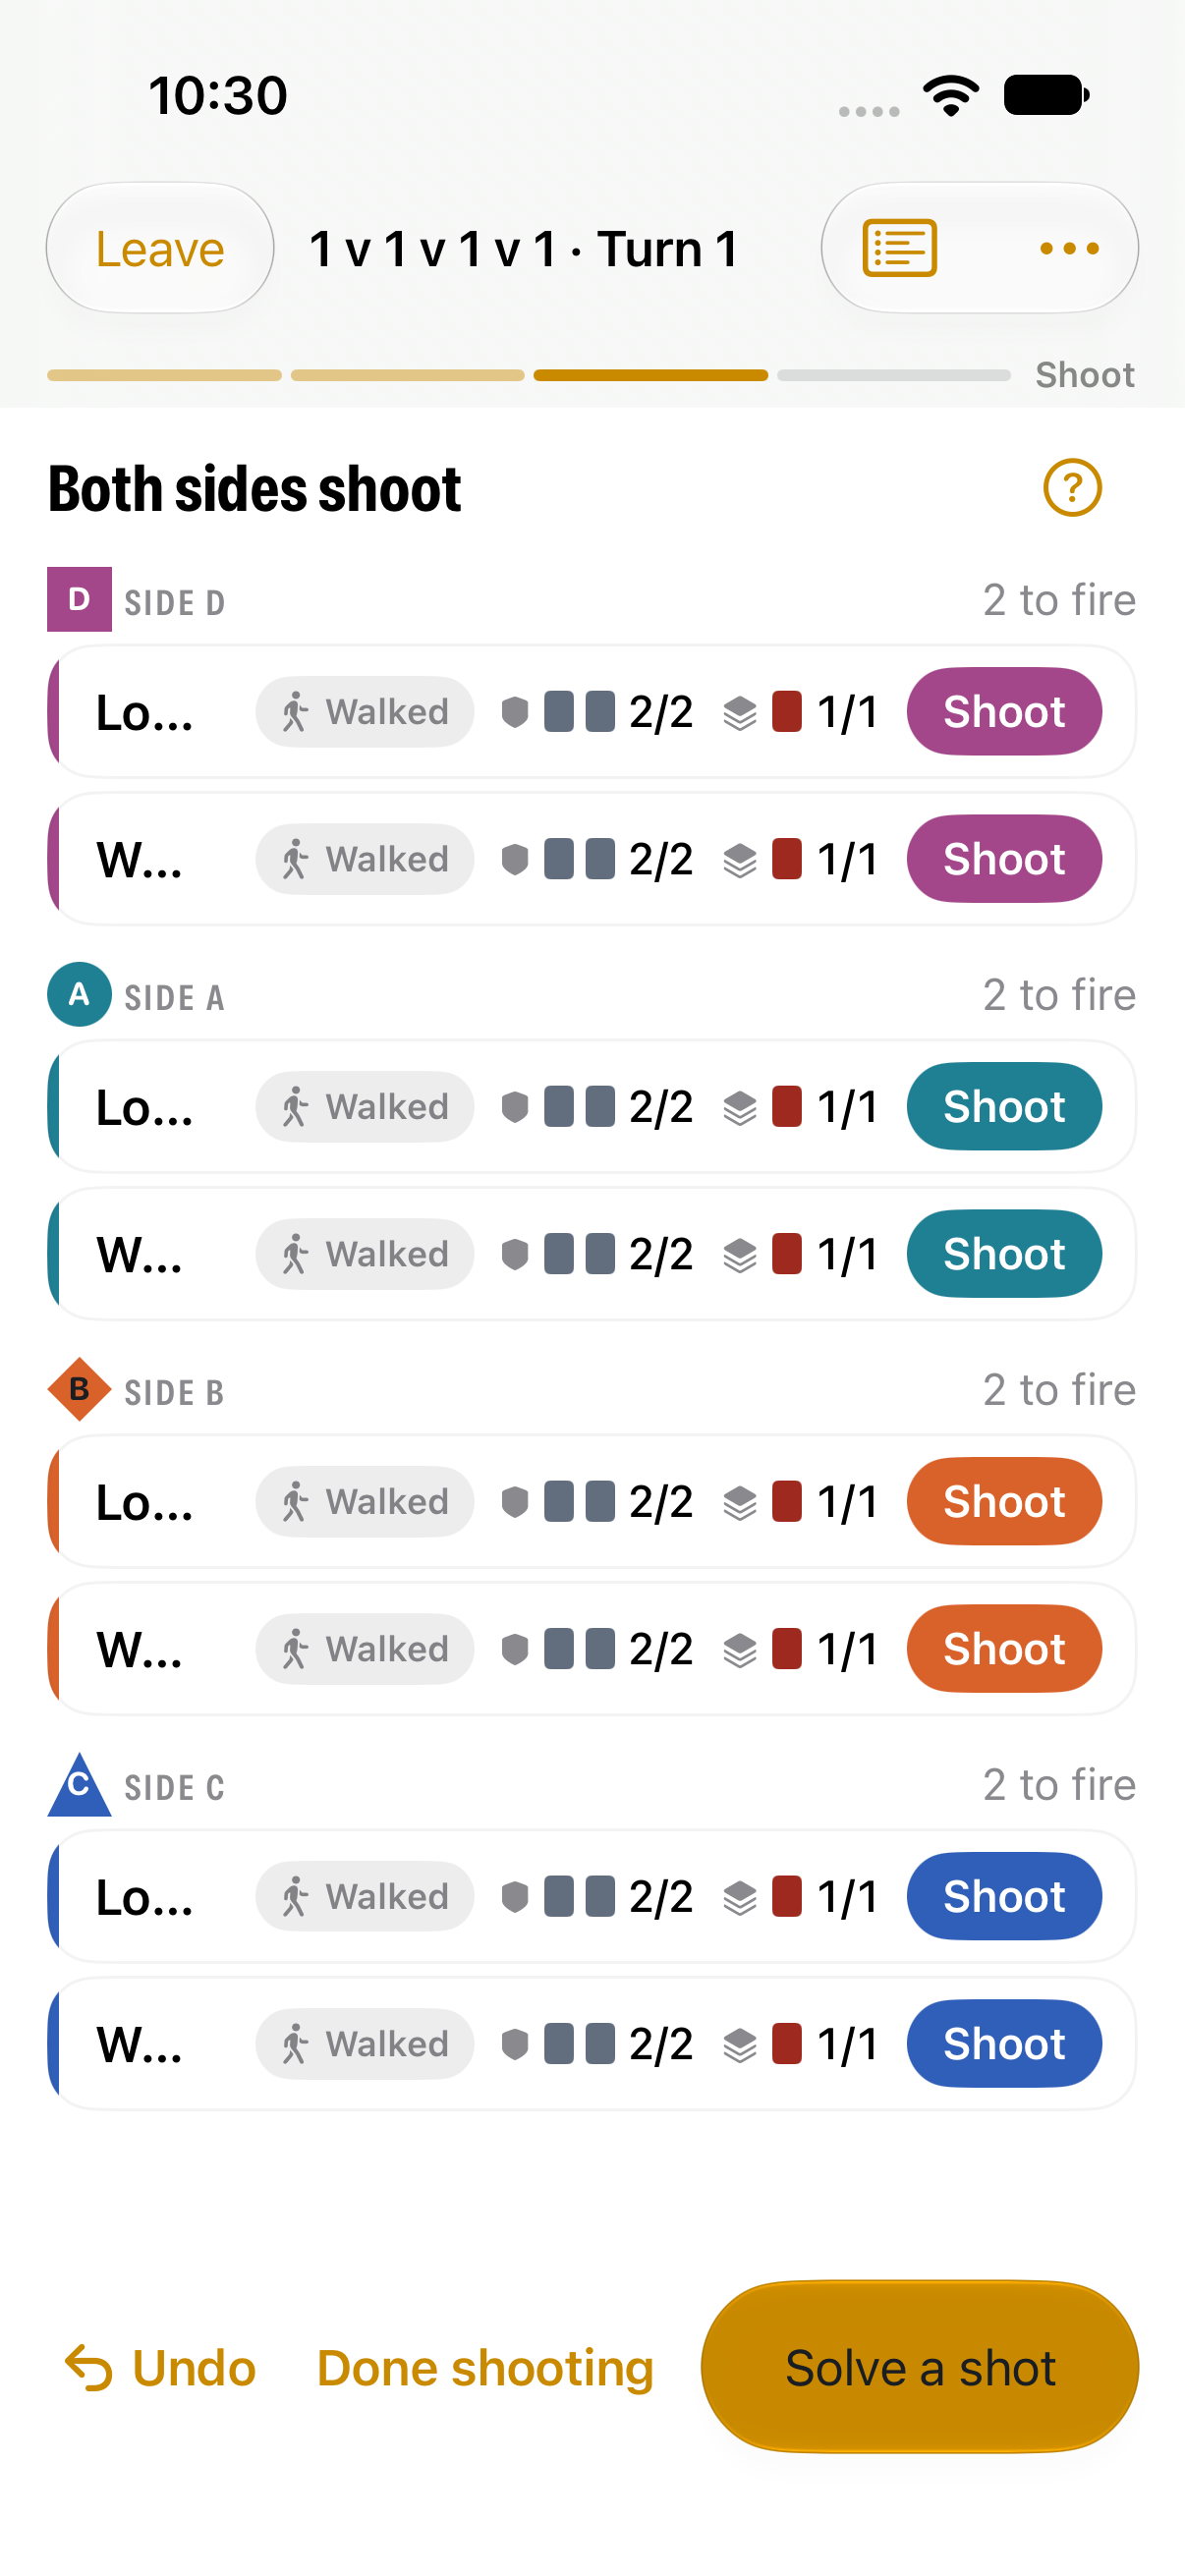 10:30
Leave 1 v 1 v 1 v 1 · Turn 1
Shoot
Both sides shoot ?
D SIDE D 2 to fire
Lo... Walked 2/2 1/1 Shoot
W... Walked 2/2 1/1 Shoot
A SIDE A 2 to fire
Lo... Walked 2/2 1/1 Shoot
W... Walked 2/2 1/1 Shoot
B SIDE B 2 to fire
Lo... Walked 2/2 1/1 Shoot
W... Walked 2/2 1/1 Shoot
C SIDE C 2 to fire
Lo... Walked 2/2 1/1 Shoot
W... Walked 2/2 1/1 Shoot
Undo Done shooting Solve a shot